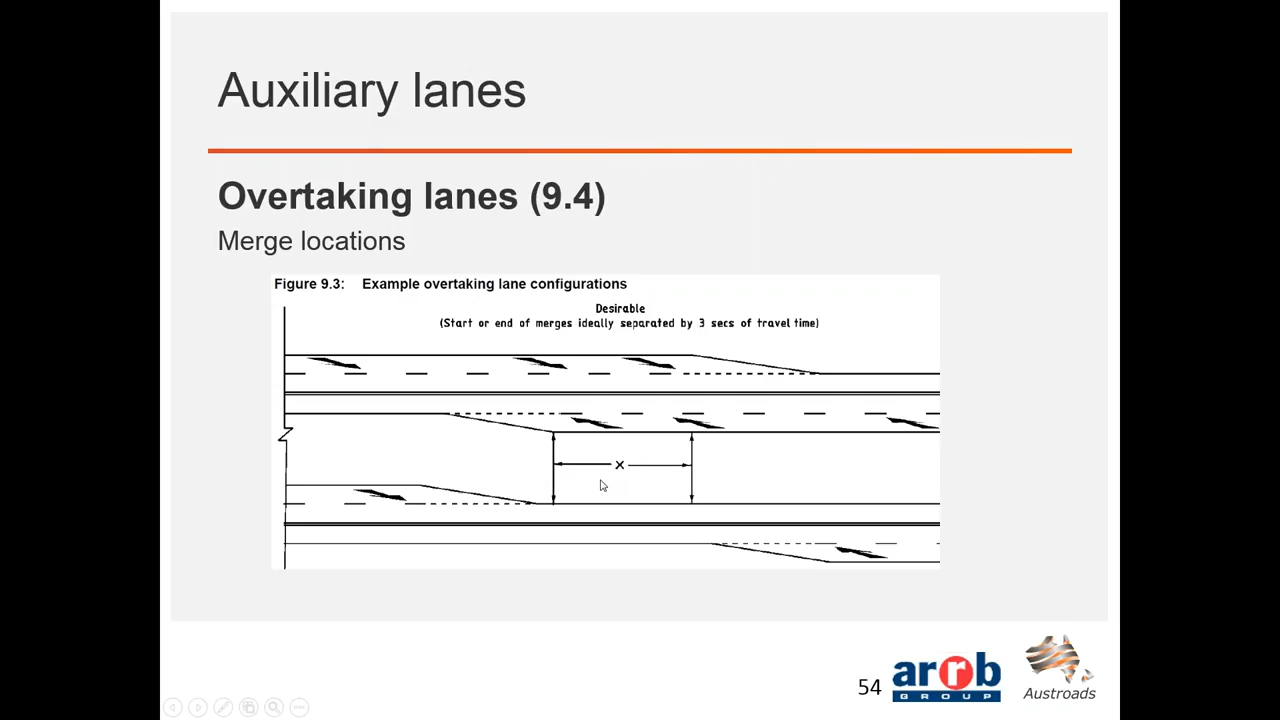 Auxiliary lanes
Overtaking lanes (9.4)
Merge locations
Figure 9.3: Example overtaking lane configurations
Desirable
(Start or end of merges ideally separated by 3 secs of travel time)
x
54
arrb
GROUP
Austroads